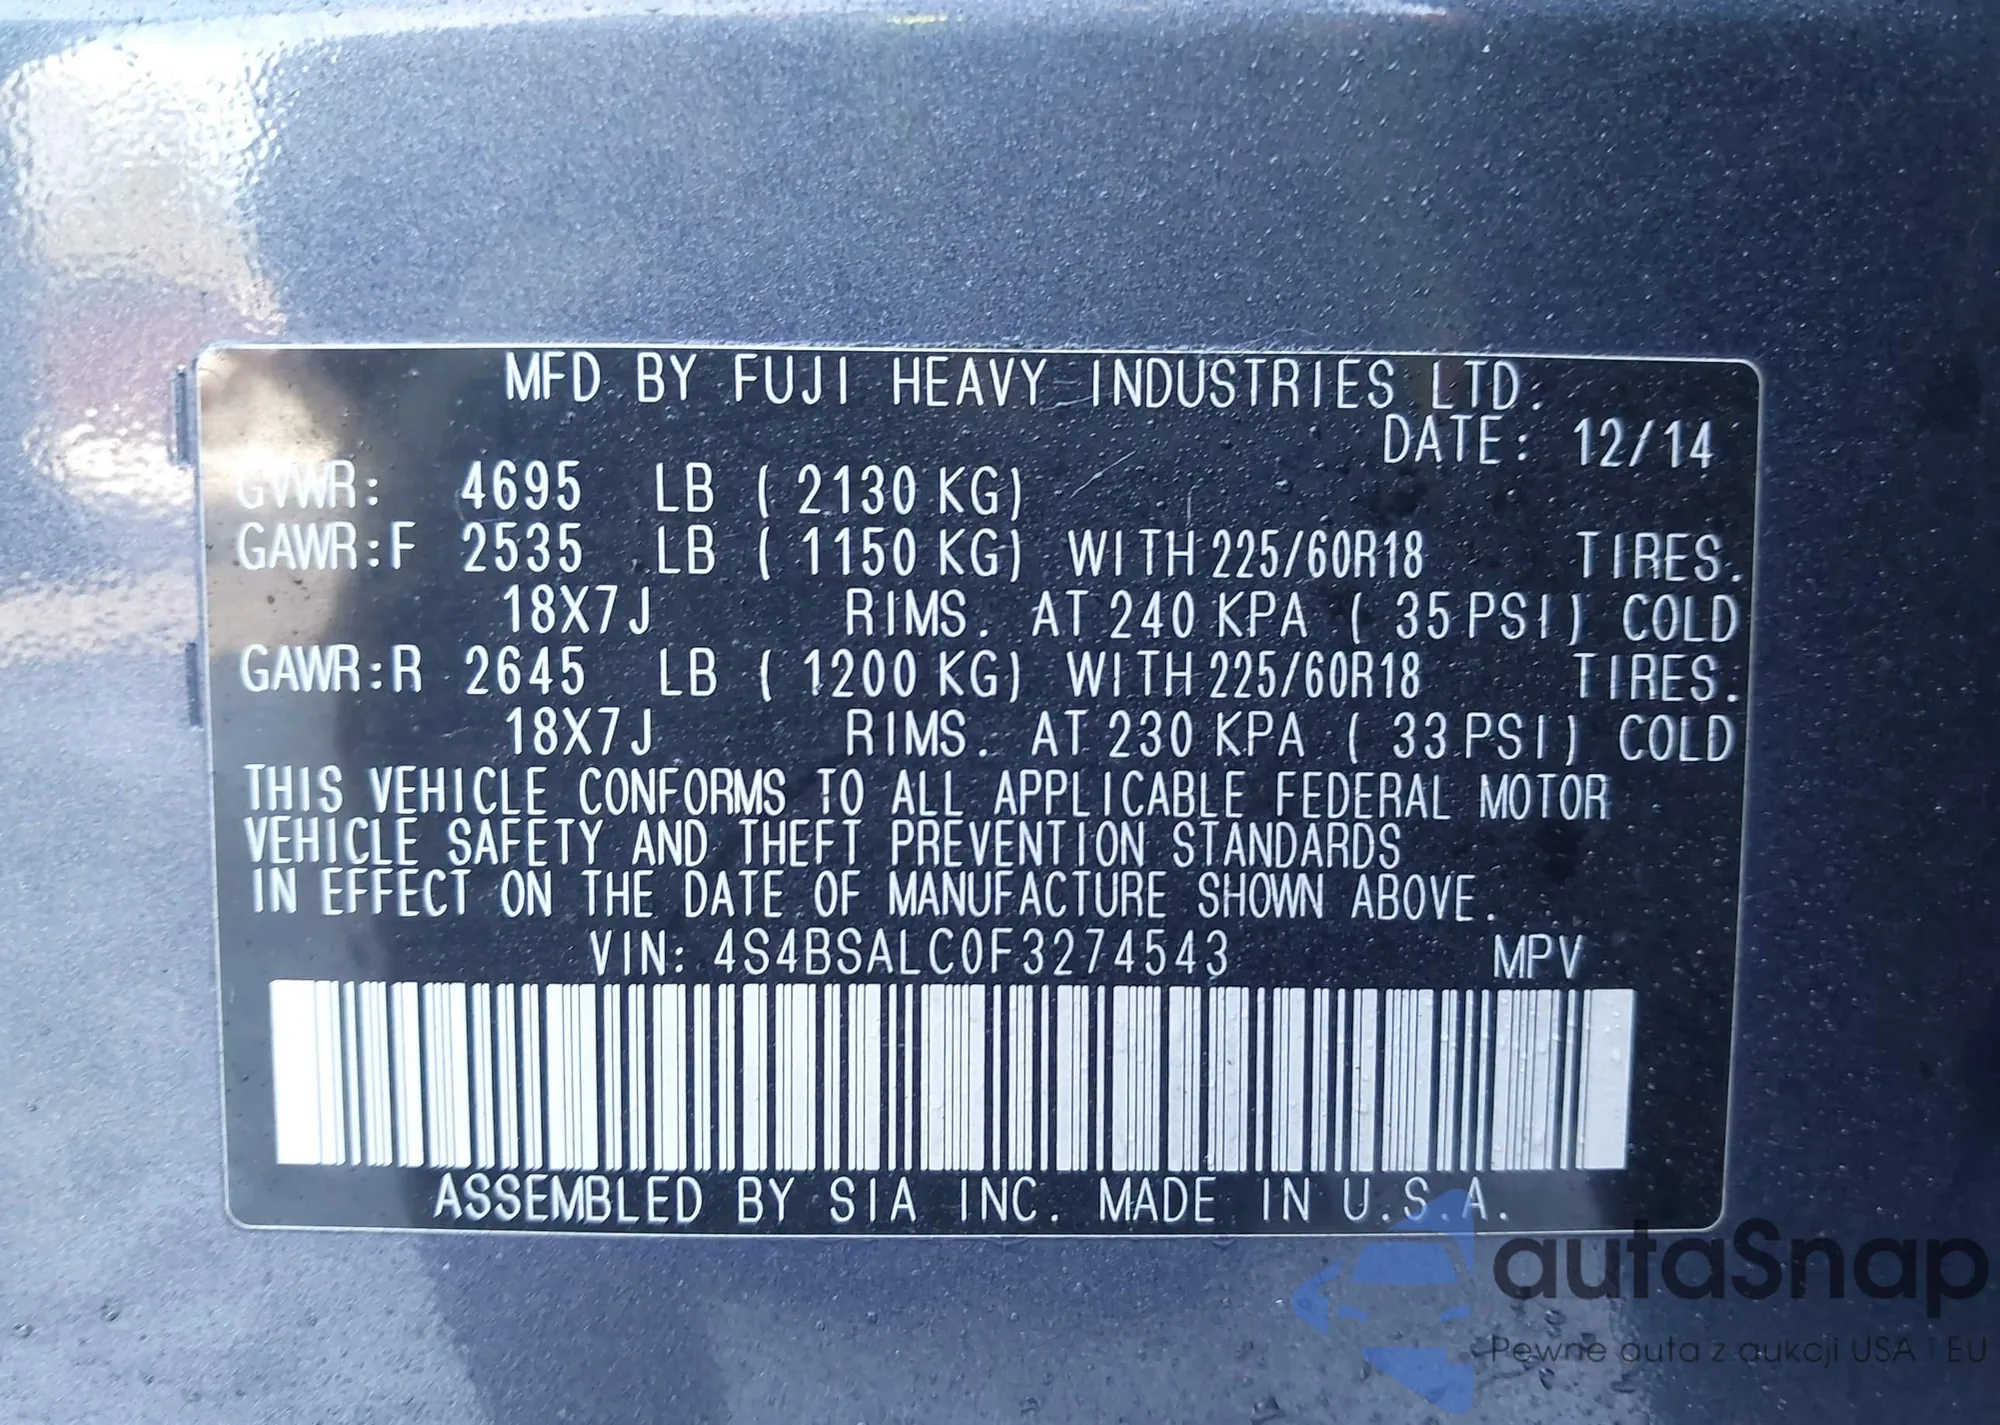 MFD BY FUJI HEAVY INDUSTRIES LTD.
DATE: 12/14
GVWR: 4695 LB ( 2130 KG)
GAWR:F 2535 LB ( 1150 KG) WITH 225/60R18 TIRES.
18X7J RIMS. AT 240 KPA ( 35 PSI) COLD
GAWR:R 2645 LB ( 1200 KG) WITH 225/60R18 TIRES.
18X7J RIMS. AT 230 KPA ( 33 PSI) COLD
THIS VEHICLE CONFORMS TO ALL APPLICABLE FEDERAL MOTOR
VEHICLE SAFETY AND THEFT PREVENTION STANDARDS
IN EFFECT ON THE DATE OF MANUFACTURE SHOWN ABOVE.
VIN: 4S4BSALC0F3274543 MPV
ASSEMBLED BY SIA INC. MADE IN U.S.A.
autaSnap
Pewne auta z aukcji USA i EU